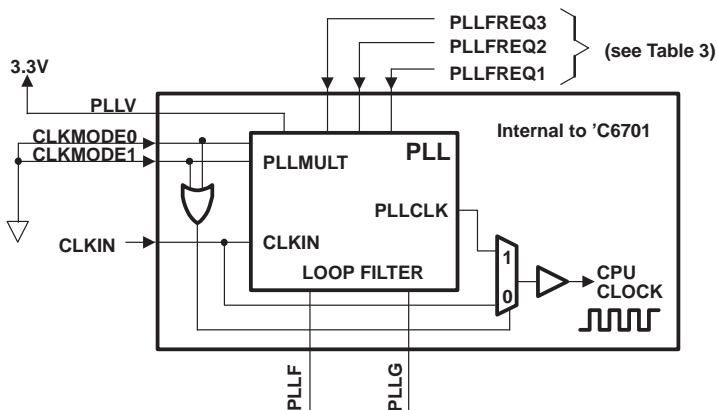 PLLFREQ3
PLLFREQ2
PLLFREQ1
(see Table 3)
3.3V
PLLV
CLKMODE0
CLKMODE1
Internal to 'C6701
PLL
PLLMULT
PLLCLK
CLKIN
CLKIN
LOOP FILTER
1
0
CPU
CLOCK
PLLF
PLLG